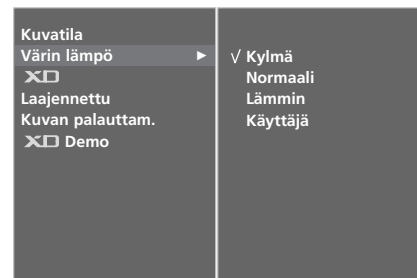 Kuvatila
Värin lämpö ►
XD
Laajennettu
Kuvan palauttam.
XD Demo
√ Kylmä
Normaali
Lämmin
Käyttäjä